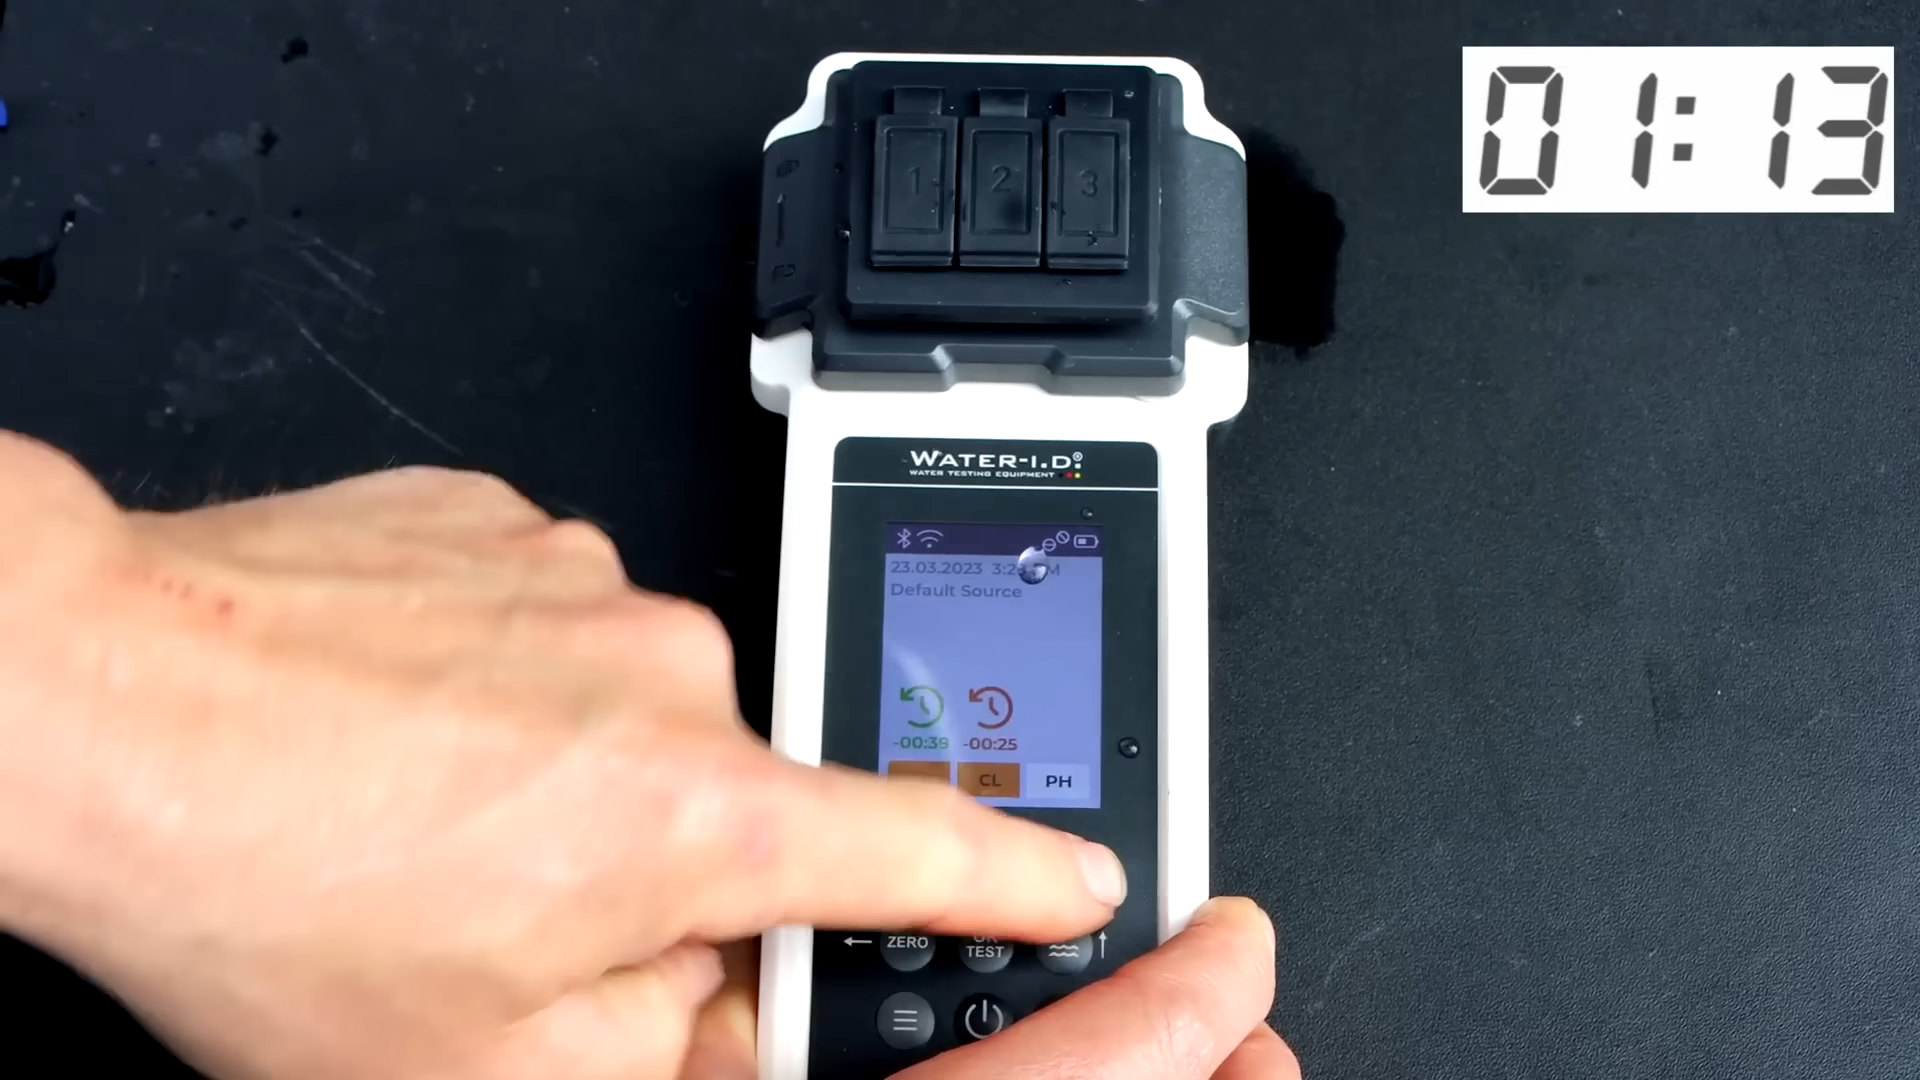 01:13
1 2 3
WATER-I.D.®
WATER TESTING EQUIPMENT
23.03.2023
Default Source
-00:39 -00:25
CL PH
ZERO
TEST